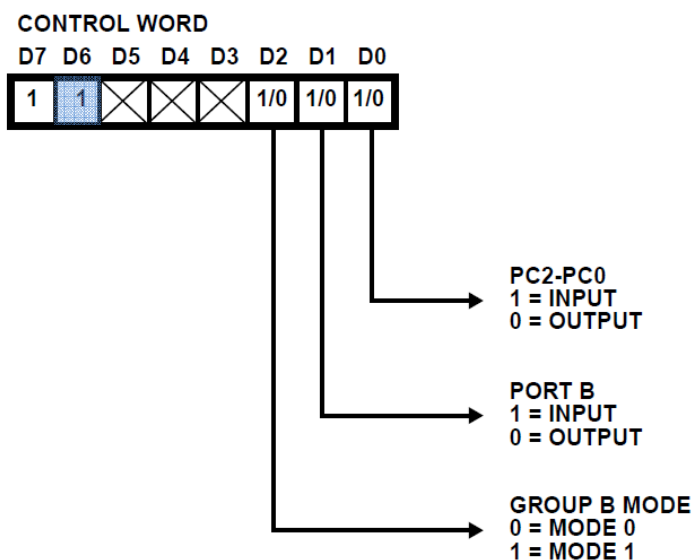 CONTROL WORD
D7 D6 D5 D4 D3 D2 D1 D0
1 1 1/0 1/0 1/0
PC2-PC0
1 = INPUT
0 = OUTPUT
PORT B
1 = INPUT
0 = OUTPUT
GROUP B MODE
0 = MODE 0
1 = MODE 1